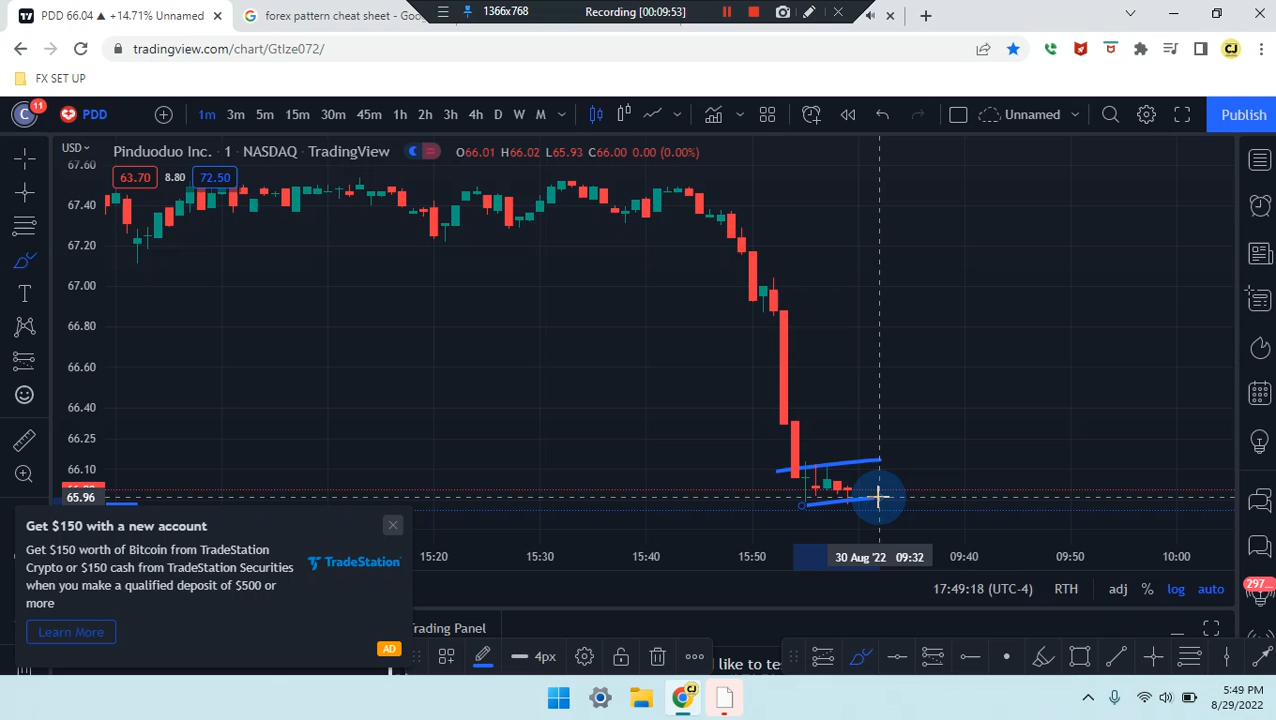 PDD 66.04 ▲ +14.71% Unnamed
forex pattern cheat sheet - Goo
1366x768
Recording [00:09:53]
tradingview.com/chart/GtIze072/
CJ
FX SET UP
C
11
PDD
1m
3m
5m
15m
30m
45m
1h
2h
3h
4h
D
W
M
Unnamed
Publish
USD
Pinduoduo Inc. · 1 · NASDAQ · TradingView
O66.01 H66.02 L65.93 C66.00 0.00 (0.00%)
63.70
8.80
72.50
67.60
67.40
67.20
67.00
66.80
66.60
66.40
66.25
66.10
65.96
T
Get $150 with a new account
Get $150 worth of Bitcoin from TradeStation
Crypto or $150 cash from TradeStation Securities
when you make a qualified deposit of $500 or
more
TradeStation
Learn More
AD
15:20
15:30
15:40
15:50
30 Aug '22 09:32
09:40
09:50
10:00
17:49:18 (UTC-4)
RTH
adj
%
log
auto
297
Trading Panel
4px
like to tes
CJ
5:49 PM
8/29/2022